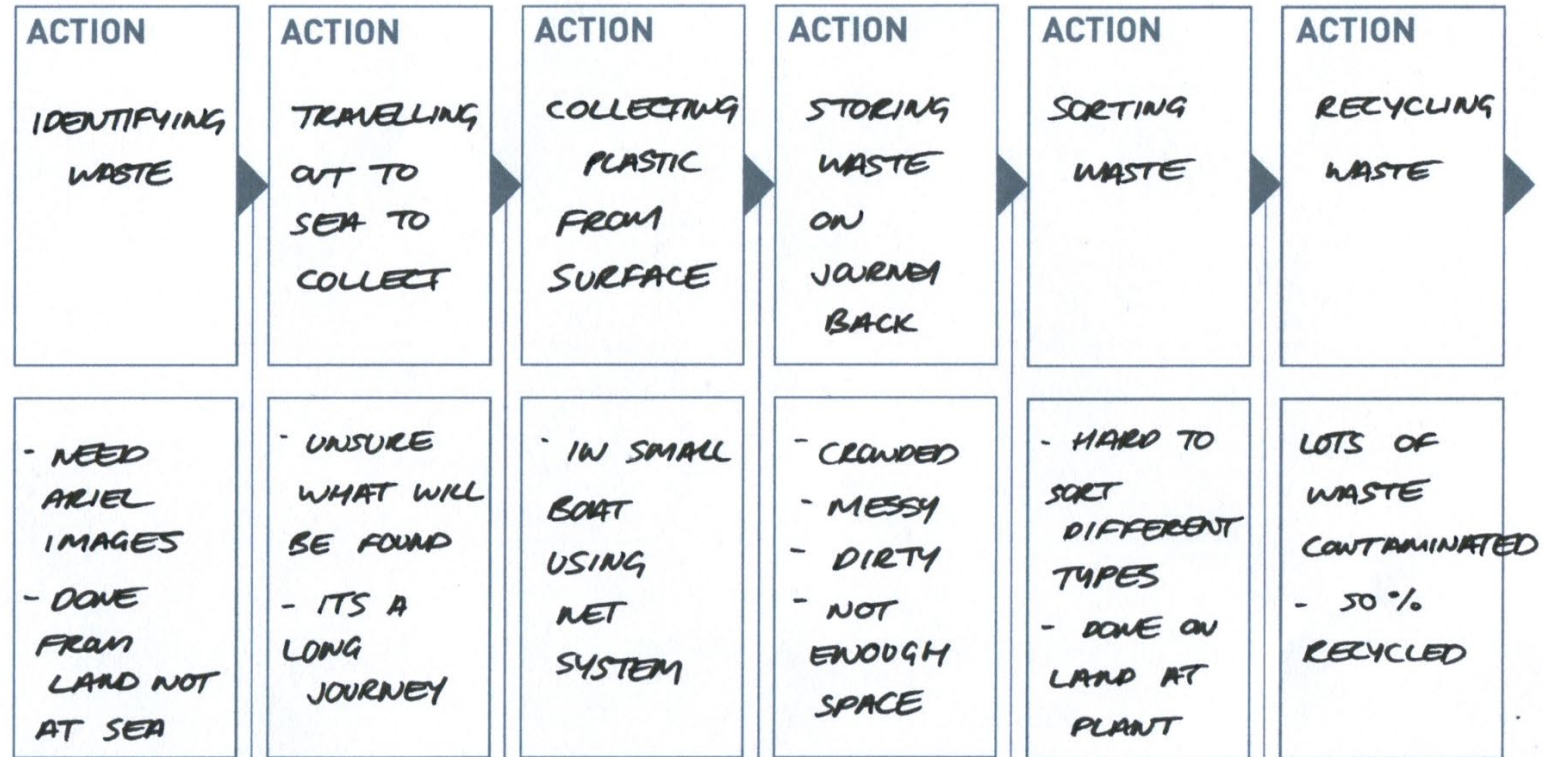 ACTION
IDENTIFYING
WASTE
ACTION
TRAVELLING
OUT TO
SEA TO
COLLECT
ACTION
COLLECTING
PLASTIC
FROM
SURFACE
ACTION
STORING
WASTE
ON
JOURNEY
BACK
ACTION
SORTING
WASTE
ACTION
RECYCLING
WASTE
- NEED
ARIEL
IMAGES
- DONE
FROM
LAND NOT
AT SEA
- UNSURE
WHAT WILL
BE FOUND
- ITS A
LONG
JOURNEY
- IN SMALL
BOAT
USING
NET
SYSTEM
- CROWDED
- MESSY
- DIRTY
- NOT
ENOUGH
SPACE
- HARD TO
SORT
DIFFERENT
TYPES
- DONE ON
LAND AT
PLANT
LOTS OF
WASTE
CONTAMINATED
- 50%
RECYCLED